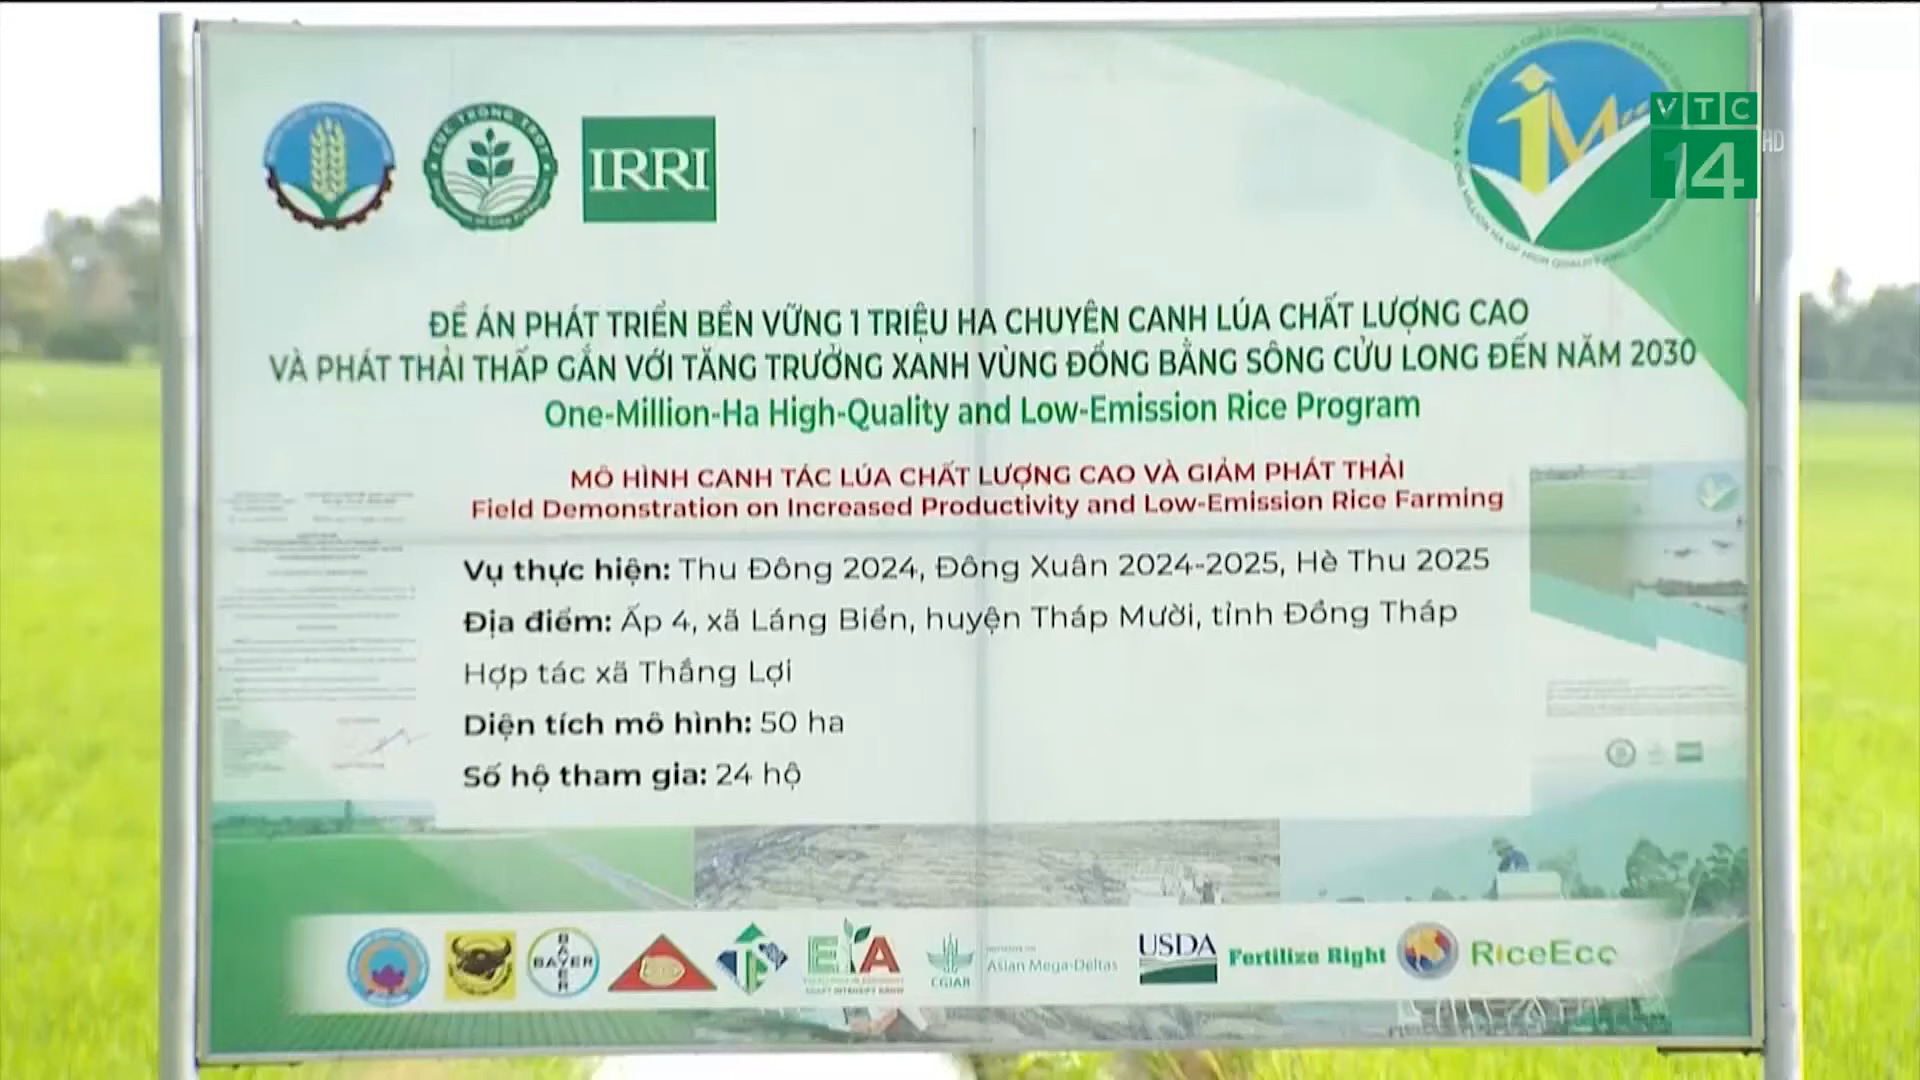 VTC
14
HD
CỤC TRỒNG TRỌT
IRRI
1M
ĐỀ ÁN PHÁT TRIỂN BỀN VỮNG 1 TRIỆU HA CHUYÊN CANH LÚA CHẤT LƯỢNG CAO
VÀ PHÁT THẢI THẤP GẮN VỚI TĂNG TRƯỞNG XANH VÙNG ĐỒNG BẰNG SÔNG CỬU LONG ĐẾN NĂM 2030
One-Million-Ha High-Quality and Low-Emission Rice Program
MÔ HÌNH CANH TÁC LÚA CHẤT LƯỢNG CAO VÀ GIẢM PHÁT THẢI
Field Demonstration on Increased Productivity and Low-Emission Rice Farming
Vụ thực hiện: Thu Đông 2024, Đông Xuân 2024-2025, Hè Thu 2025
Địa điểm: Ấp 4, xã Láng Biển, huyện Tháp Mười, tỉnh Đồng Tháp
Hợp tác xã Thắng Lợi
Diện tích mô hình: 50 ha
Số hộ tham gia: 24 hộ
BAYER
BAYER
EiA
CGIAR
Asian Mega-Deltas
USDA
Fertilize Right
RiceEco